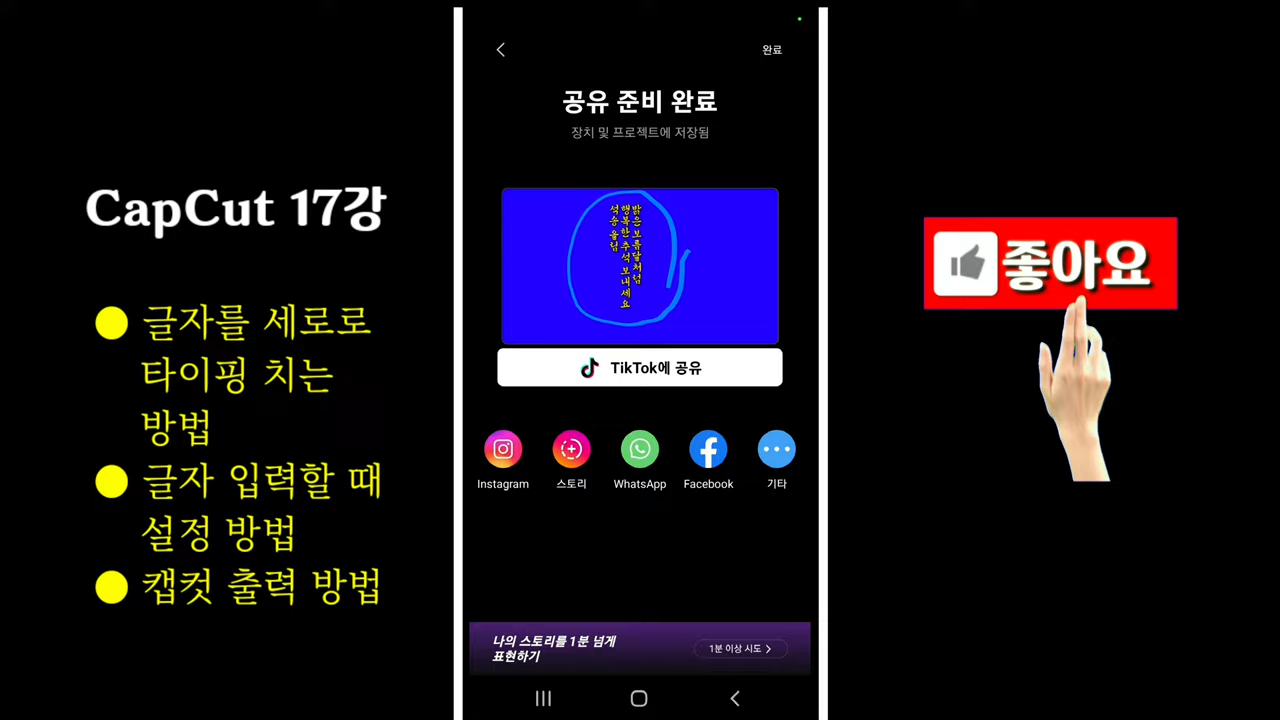 CapCut 17강
● 글자를 세로로
타이핑 치는
방법
● 글자 입력할 때
설정 방법
● 캡컷 출력 방법
완료
공유 준비 완료
장치 및 프로젝트에 저장됨
밝은 보름달처럼
행복한 추석 보내세요
석송 올림
TikTok에 공유
Instagram
스토리
WhatsApp
Facebook
기타
나의 스토리를 1분 넘게
표현하기
1분 이상 시도
좋아요